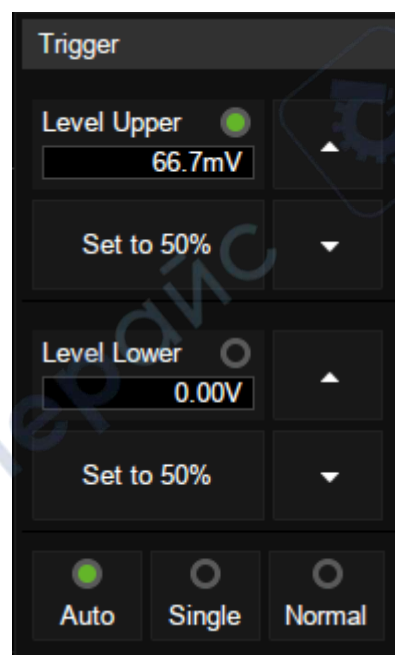 Trigger
Level Upper
66.7mV
Set to 50%
Level Lower
0.00V
Set to 50%
Auto Single Normal